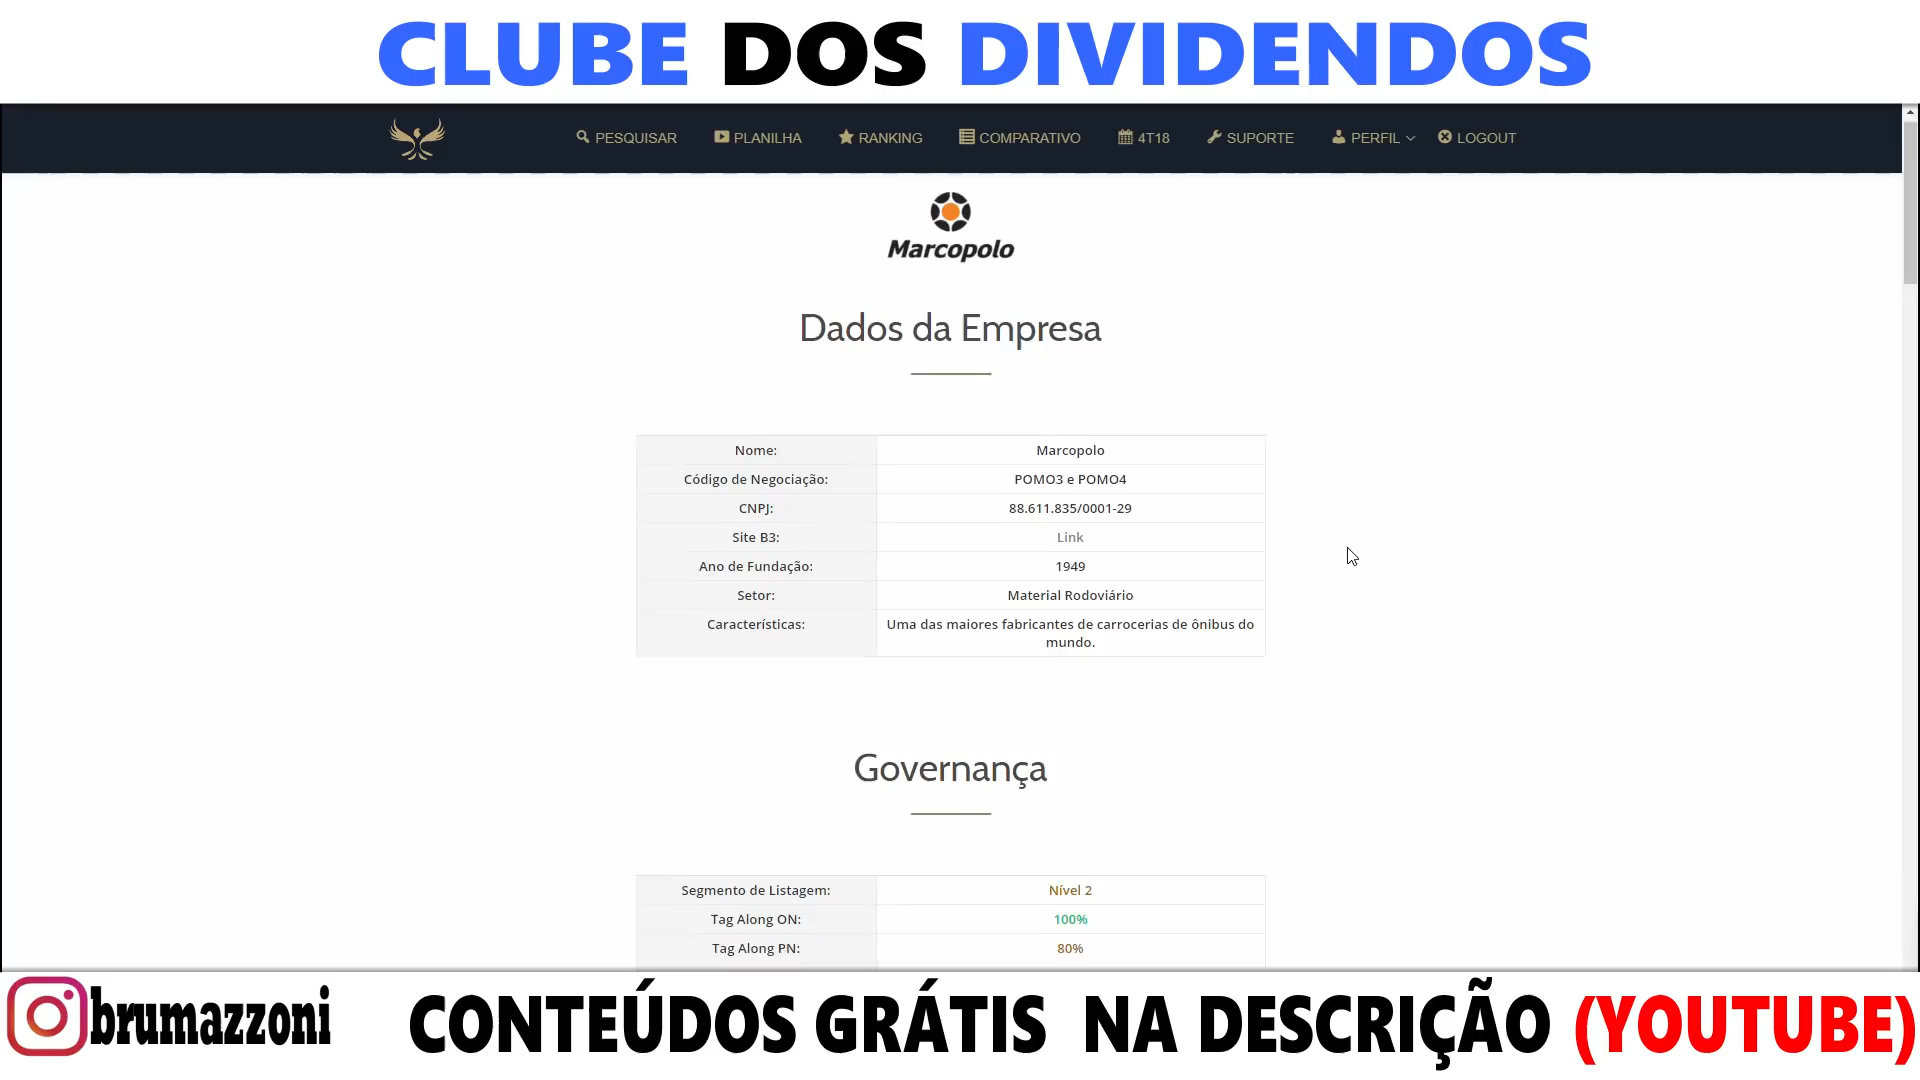 CLUBE DOS DIVIDENDOS
PESQUISAR PLANILHA RANKING COMPARATIVO 4T18 SUPORTE PERFIL LOGOUT
Marcopolo
Dados da Empresa
Nome: Marcopolo
Código de Negociação: POMO3 e POMO4
CNPJ: 88.611.835/0001-29
Site B3: Link
Ano de Fundação: 1949
Setor: Material Rodoviário
Características: Uma das maiores fabricantes de carrocerias de ônibus do
mundo.
Governança
Segmento de Listagem: Nível 2
Tag Along ON: 100%
Tag Along PN: 80%
brumazzoni CONTEÚDOS GRÁTIS NA DESCRIÇÃO (YOUTUBE)